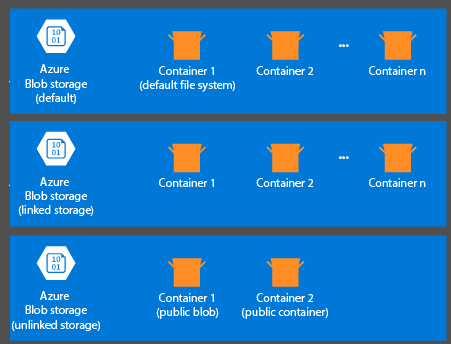 10
01
Azure
Blob storage
(default)
Container 1
(default file system)
Container 2
...
Container n
10
01
Azure
Blob storage
(linked storage)
Container 1
Container 2
...
Container n
10
01
Azure
Blob storage
(unlinked storage)
Container 1
(public blob)
Container 2
(public container)